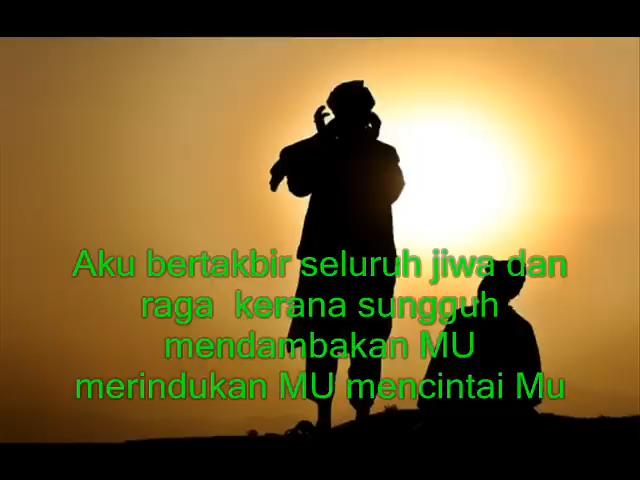 Aku bertakbir seluruh jiwa dan
raga kerana sungguh
mendambakan MU
merindukan MU mencintai Mu